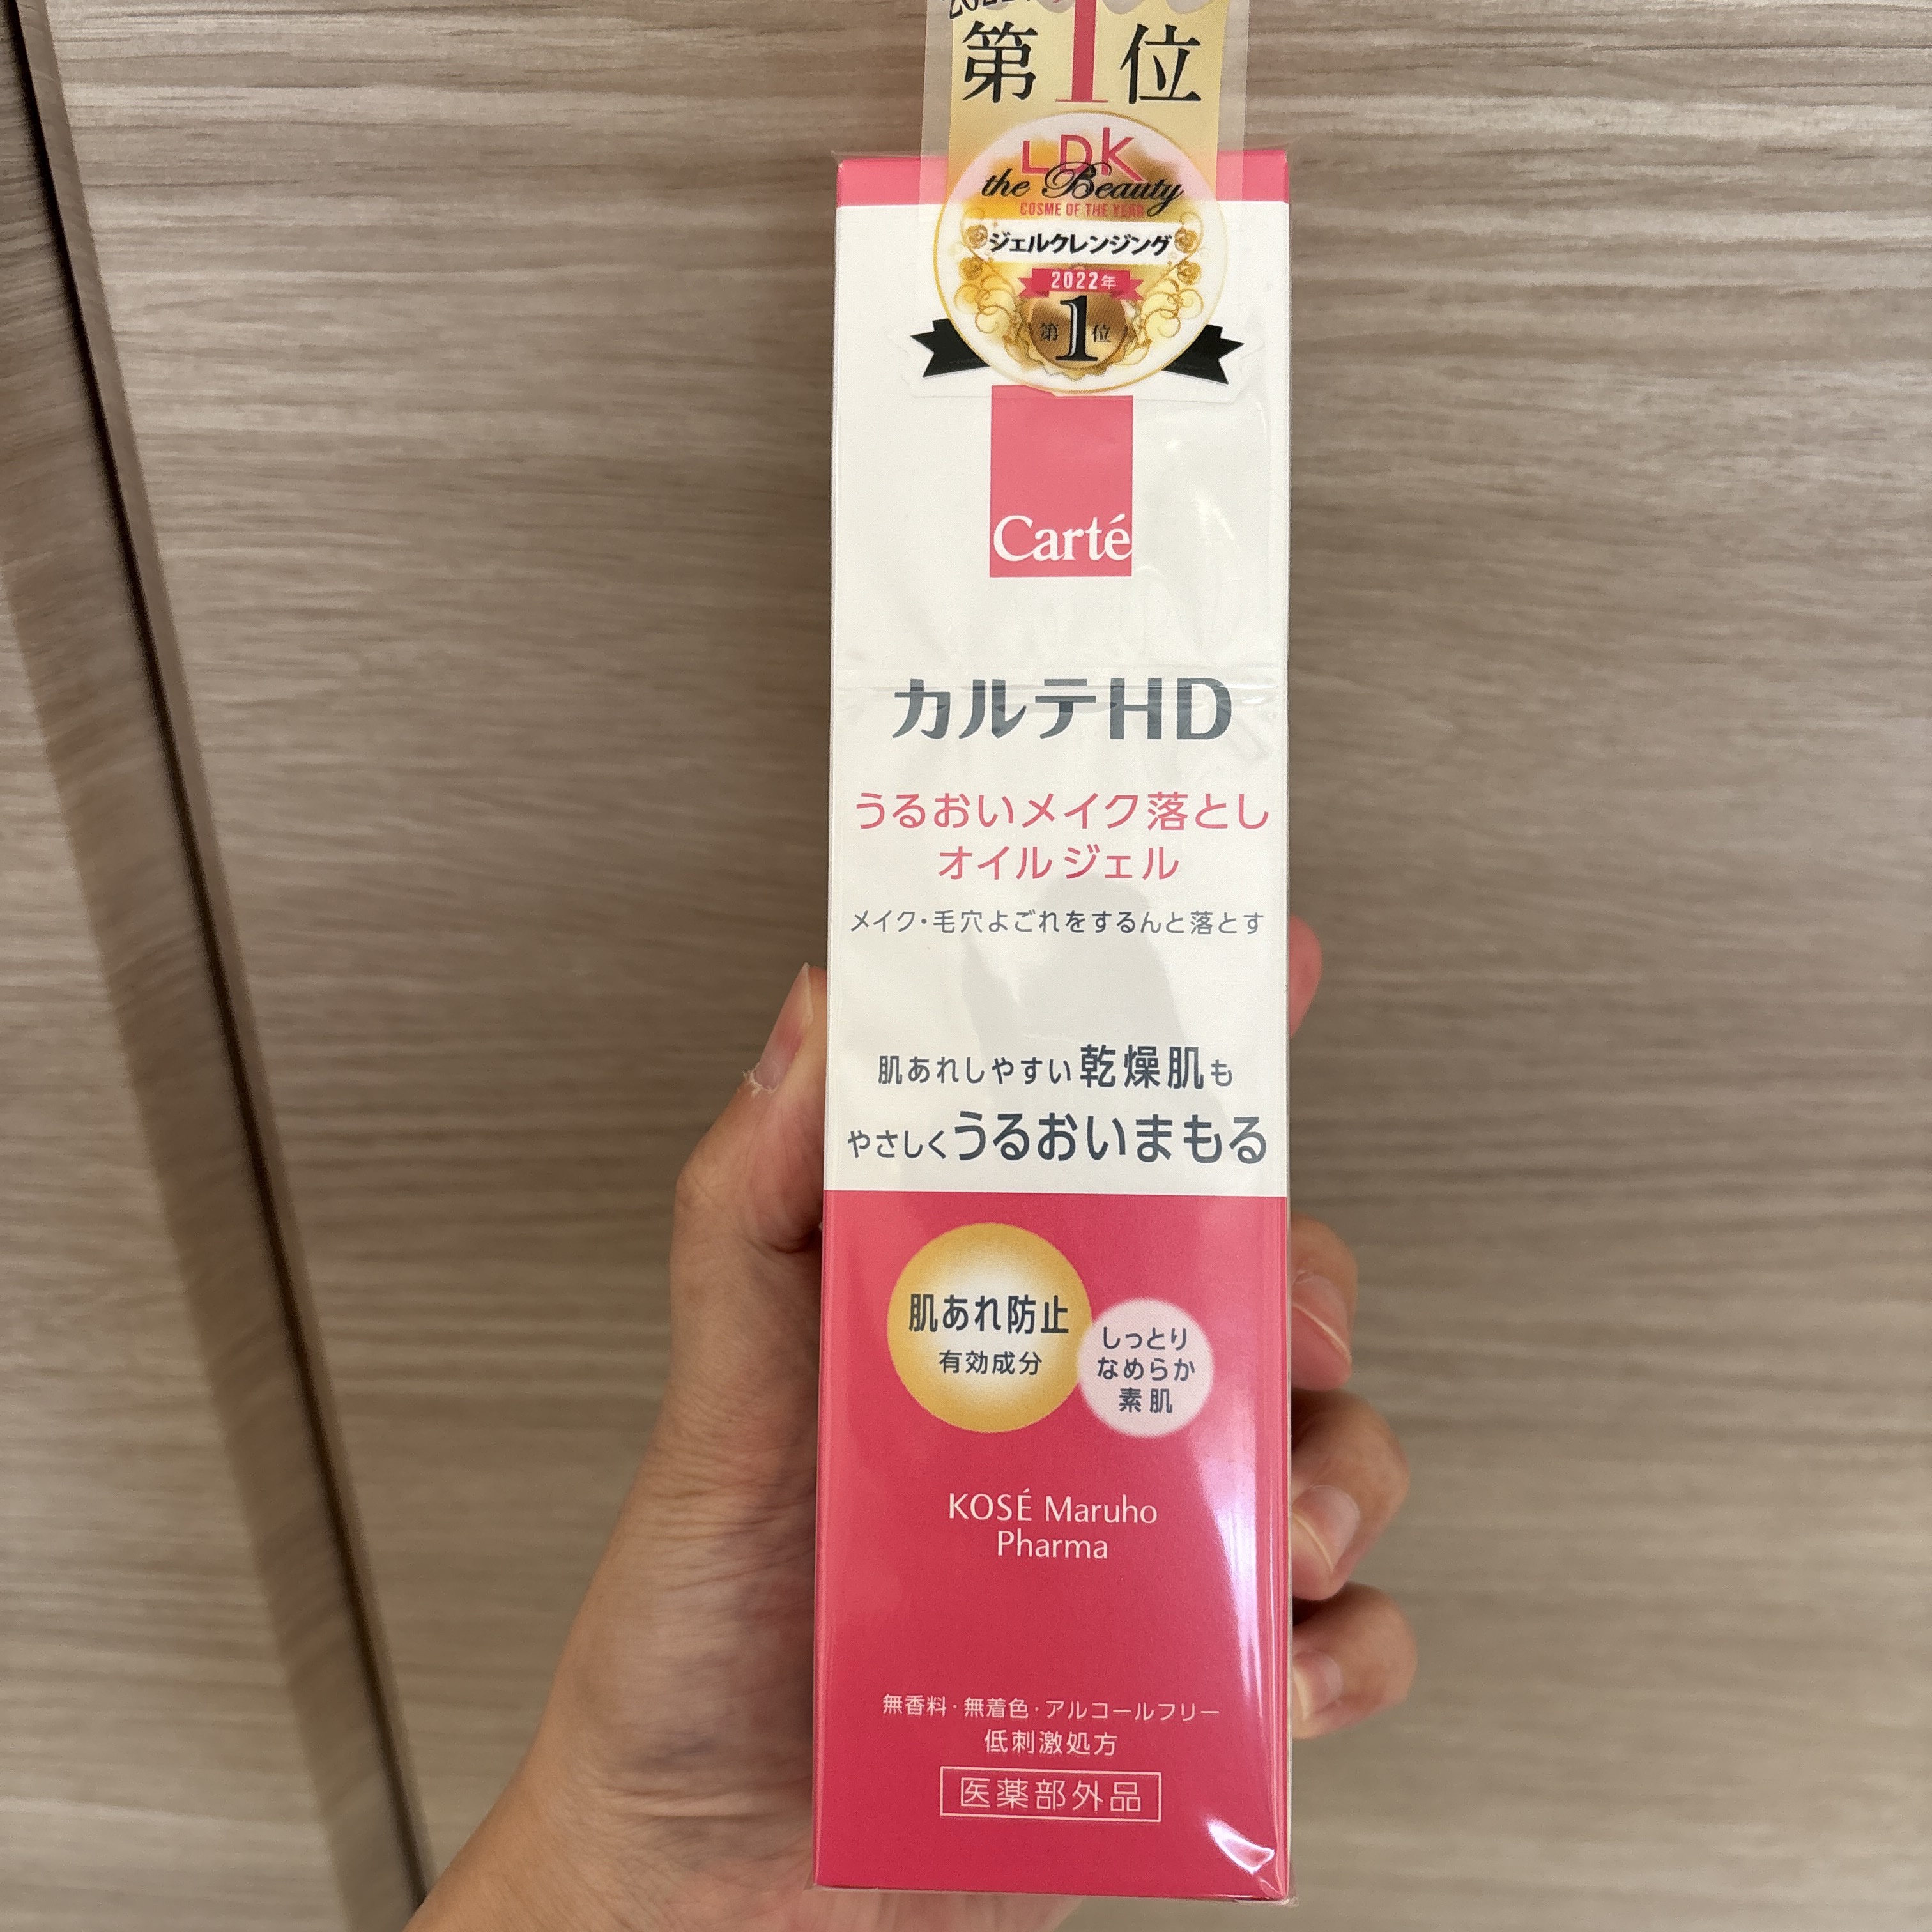 第1位
LDK
the Beauty
COSME OF THE YEAR
ジェルクレンジング
2022年
第1位
Carté
カルテHD
うるおいメイク落とし
オイルジェル
メイク・毛穴よごれをするんと落とす
肌あれしやすい乾燥肌も
やさしくうるおいまもる
肌あれ防止
有効成分
しっとり
なめらか
素肌
KOSÉ Maruho
Pharma
無香料・無着色・アルコールフリー
低刺激処方
医薬部外品